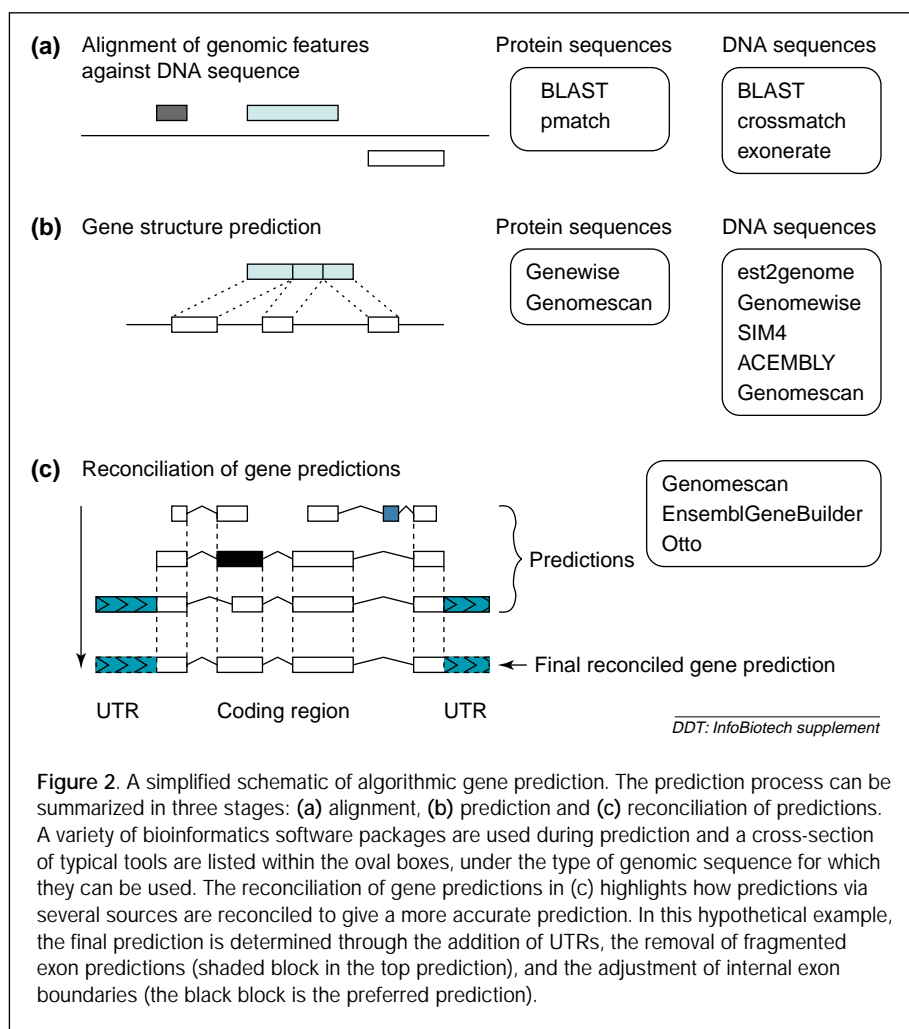 (a) Alignment of genomic features
against DNA sequence
Protein sequences
BLAST
pmatch
DNA sequences
BLAST
crossmatch
exonerate
(b) Gene structure prediction
Protein sequences
Genewise
Genomescan
DNA sequences
est2genome
Genomewise
SIM4
ACEMBLY
Genomescan
(c) Reconciliation of gene predictions
Genomescan
EnsemblGeneBuilder
Otto
Predictions
Final reconciled gene prediction
UTR
Coding region
UTR
DDT: InfoBiotech supplement
Figure 2. A simplified schematic of algorithmic gene prediction. The prediction process can be
summarized in three stages: (a) alignment, (b) prediction and (c) reconciliation of predictions.
A variety of bioinformatics software packages are used during prediction and a cross-section
of typical tools are listed within the oval boxes, under the type of genomic sequence for which
they can be used. The reconciliation of gene predictions in (c) highlights how predictions via
several sources are reconciled to give a more accurate prediction. In this hypothetical example,
the final prediction is determined through the addition of UTRs, the removal of fragmented
exon predictions (shaded block in the top prediction), and the adjustment of internal exon
boundaries (the black block is the preferred prediction).